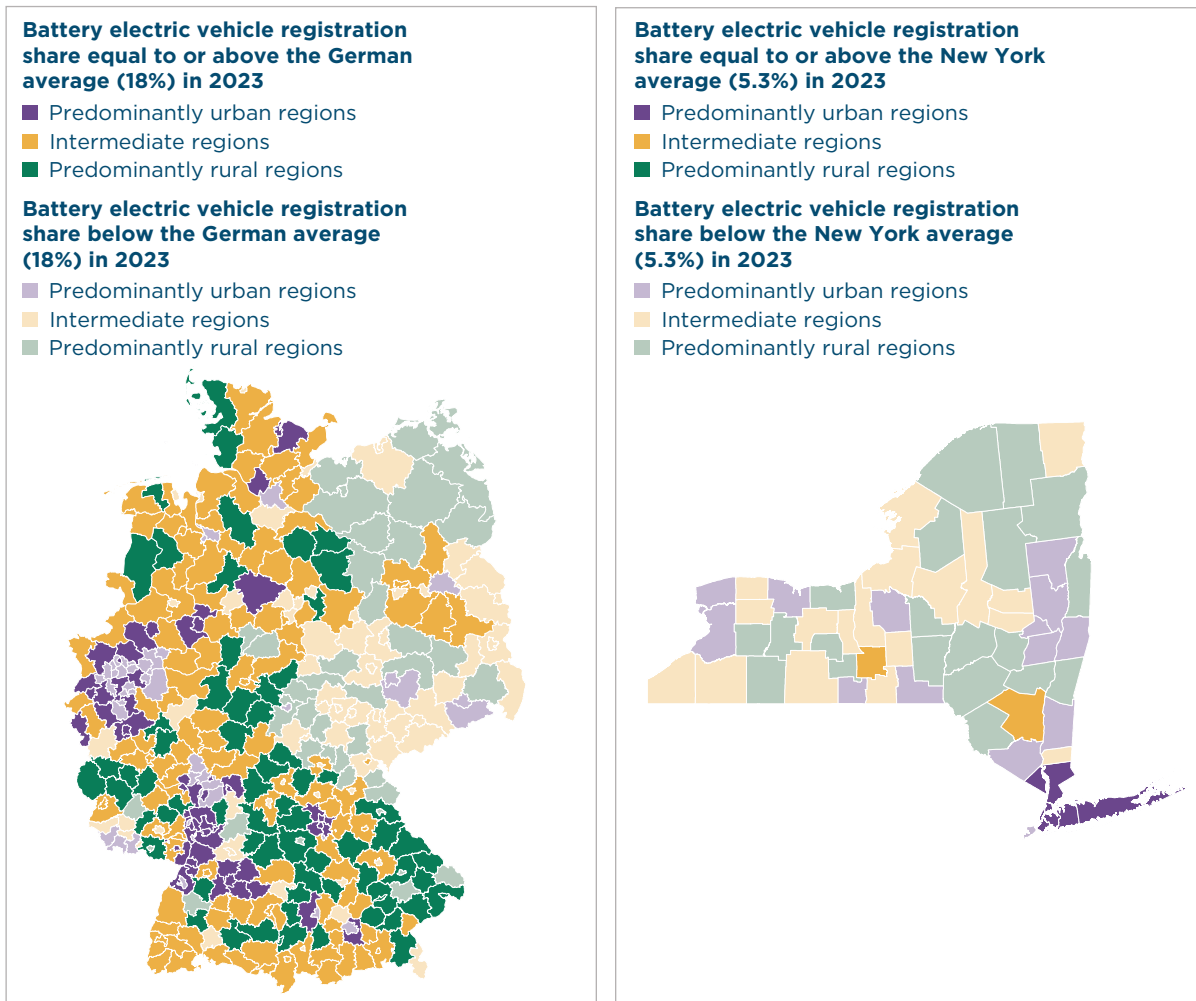 Battery electric vehicle registration
share equal to or above the German
average (18%) in 2023
Predominantly urban regions
Intermediate regions
Predominantly rural regions
Battery electric vehicle registration
share below the German average
(18%) in 2023
Predominantly urban regions
Intermediate regions
Predominantly rural regions
Battery electric vehicle registration
share equal to or above the New York
average (5.3%) in 2023
Predominantly urban regions
Intermediate regions
Predominantly rural regions
Battery electric vehicle registration
share below the New York average
(5.3%) in 2023
Predominantly urban regions
Intermediate regions
Predominantly rural regions